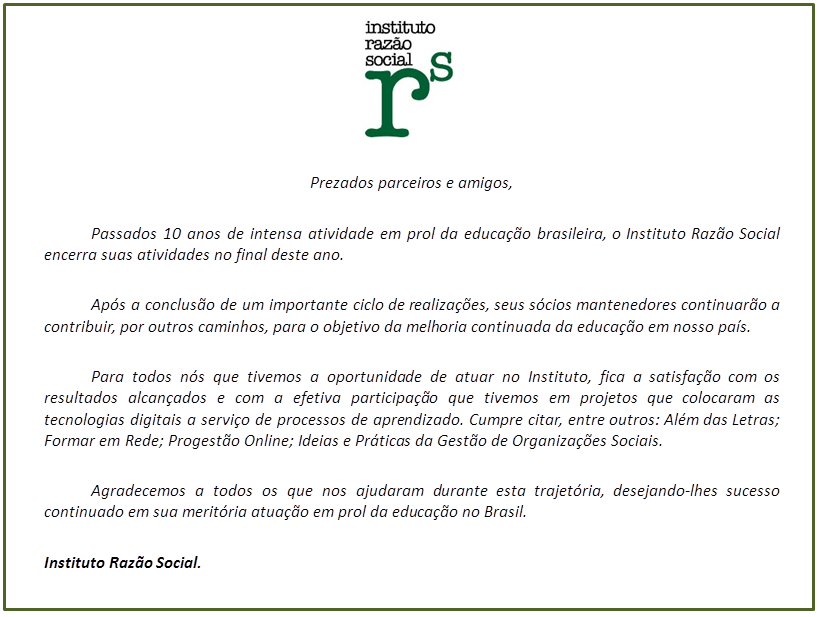 instituto
razão
social
rs
Prezados parceiros e amigos,
Passados 10 anos de intensa atividade em prol da educação brasileira, o Instituto Razão Social
encerra suas atividades no final deste ano.
Após a conclusão de um importante ciclo de realizações, seus sócios mantenedores continuarão a
contribuir, por outros caminhos, para o objetivo da melhoria continuada da educação em nosso país.
Para todos nós que tivemos a oportunidade de atuar no Instituto, fica a satisfação com os
resultados alcançados e com a efetiva participação que tivemos em projetos que colocaram as
tecnologias digitais a serviço de processos de aprendizado. Cumpre citar, entre outros: Além das Letras;
Formar em Rede; Progestão Online; Ideias e Práticas da Gestão de Organizações Sociais.
Agradecemos a todos os que nos ajudaram durante esta trajetória, desejando-lhes sucesso
continuado em sua meritória atuação em prol da educação no Brasil.
Instituto Razão Social.